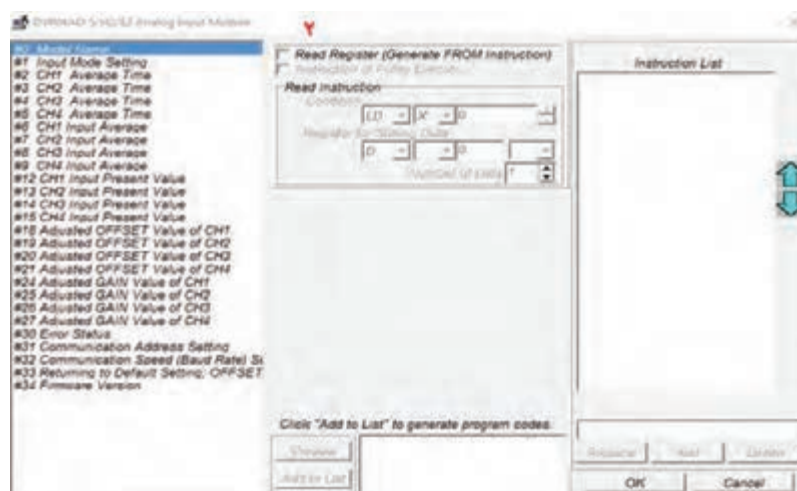 Analog Input Module
۲
#0 Model Name
#1 Input Mode Setting
#2 CH1 Average Time
#3 CH2 Average Time
#4 CH3 Average Time
#5 CH4 Average Time
#6 CH1 Input Average
#7 CH2 Input Average
#8 CH3 Input Average
#9 CH4 Input Average
#12 CH1 Input Present Value
#13 CH2 Input Present Value
#14 CH3 Input Present Value
#15 CH4 Input Present Value
#18 Adjusted OFFSET Value of CH1
#19 Adjusted OFFSET Value of CH2
#20 Adjusted OFFSET Value of CH3
#21 Adjusted OFFSET Value of CH4
#24 Adjusted GAIN Value of CH1
#25 Adjusted GAIN Value of CH2
#26 Adjusted GAIN Value of CH3
#27 Adjusted GAIN Value of CH4
#30 Error Status
#31 Communication Address Setting
#32 Communication Speed (Baud Rate) Se
#33 Returning to Default Setting; OFFSET
#34 Firmware Version
Read Register (Generate FROM Instruction)
Read Instruction
Condition
LD X 0
Register for Storing Data
D 0
Number of Data 1
Click "Add to List" to generate program codes.
Preview
Add to List
Instruction List
Replace Delete
OK Cancel